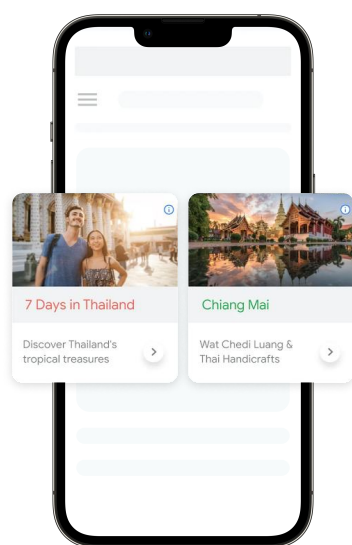 7 Days in Thailand
Discover Thailand's
tropical treasures
Chiang Mai
Wat Chedi Luang &
Thai Handicrafts